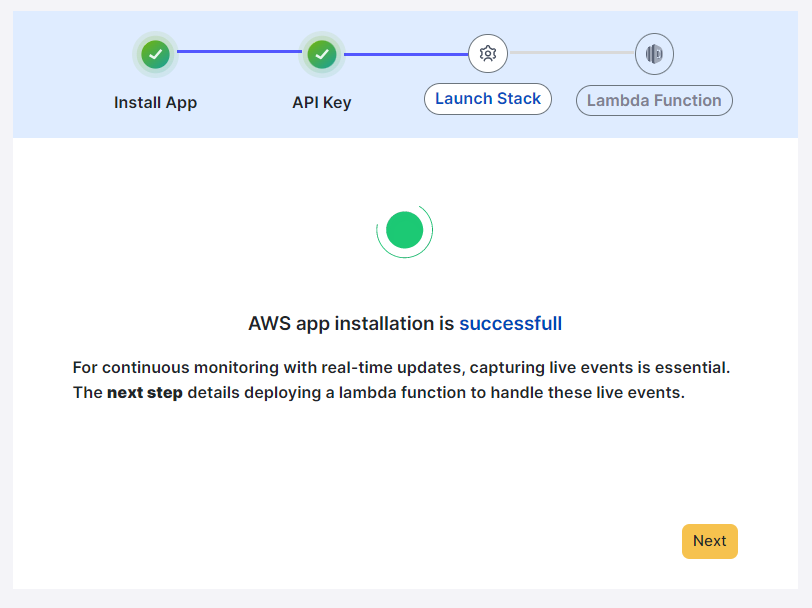 Install App
API Key
Launch Stack
Lambda Function
AWS app installation is successfull
For continuous monitoring with real-time updates, capturing live events is essential.
The next step details deploying a lambda function to handle these live events.
Next